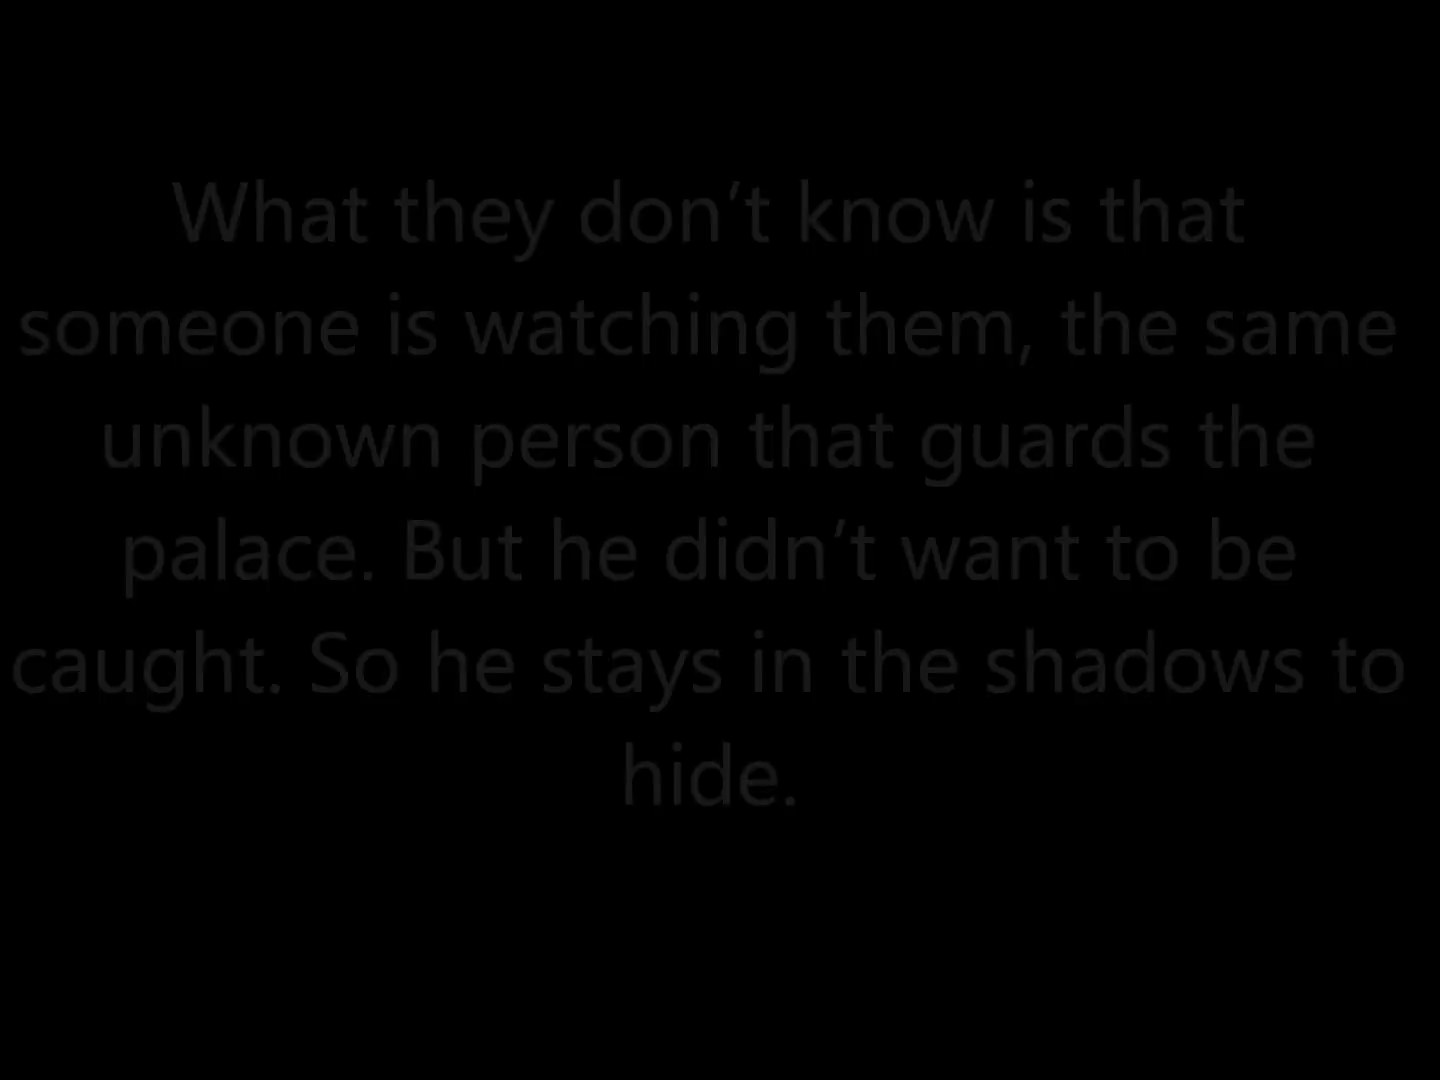 What they don’t know is that
someone is watching them, the same
unknown person that guards the
palace. But he didn’t want to be
caught. So he stays in the shadows to
hide.